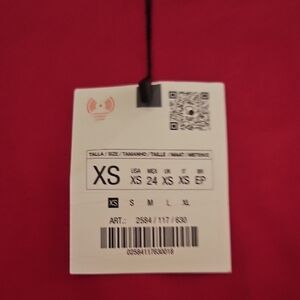 TALLA / SIZE / TAMANHO / TAILLE / MAAT /
XS
USA MEX UK IT BR
XS 24 XS XS EP
XS S M L XL
ART.: 2584 / 117 / 630
02584117630018